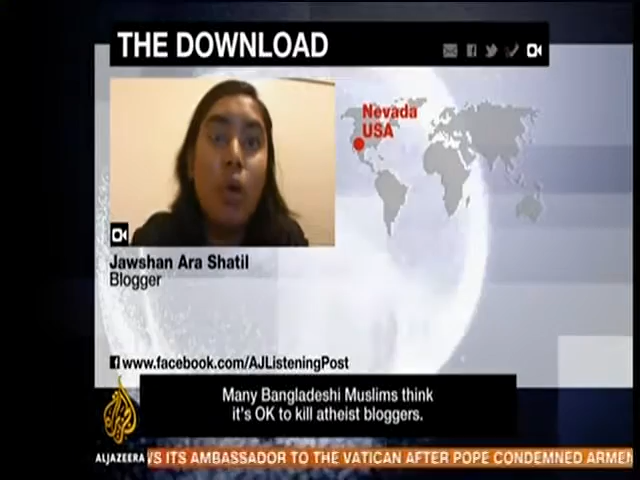 THE DOWNLOAD
Nevada
USA
Jawshan Ara Shatil
Blogger
www.facebook.com/AJListeningPost
Many Bangladeshi Muslims think
it's OK to kill atheist bloggers.
ALJAZEERA
WS ITS AMBASSADOR TO THE VATICAN AFTER POPE CONDEMNED ARMEN